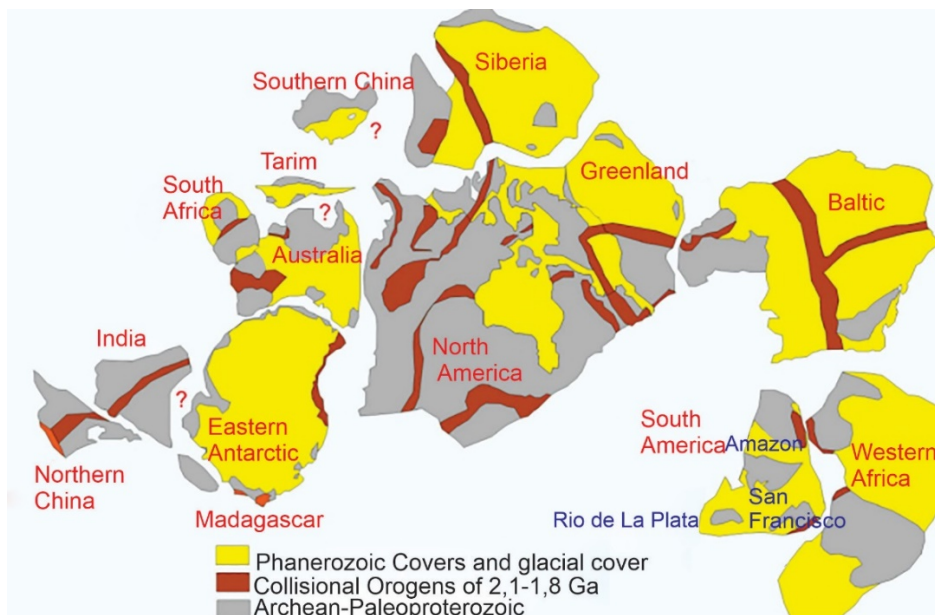 Siberia
Southern China
?
Tarim
South
Africa
?
Greenland
Baltic
Australia
India
?
North
America
Eastern
Antarctic
Northern
China
Madagascar
South
America
Amazon
Western
Africa
San
Francisco
Rio de La Plata
Phanerozoic Covers and glacial cover
Collisional Orogens of 2,1-1,8 Ga
Archean-Paleoproterozoic